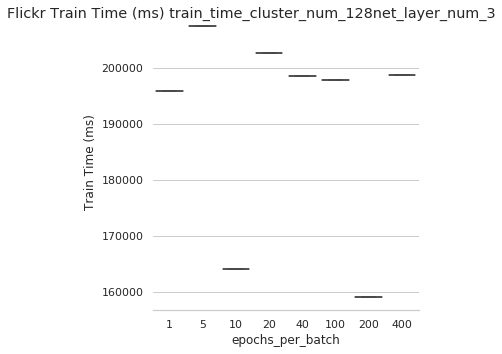 Flickr Train Time (ms) train_time_cluster_num_128net_layer_num_3
Train Time (ms)
200000
190000
180000
170000
160000
1 5 10 20 40 100 200 400
epochs_per_batch